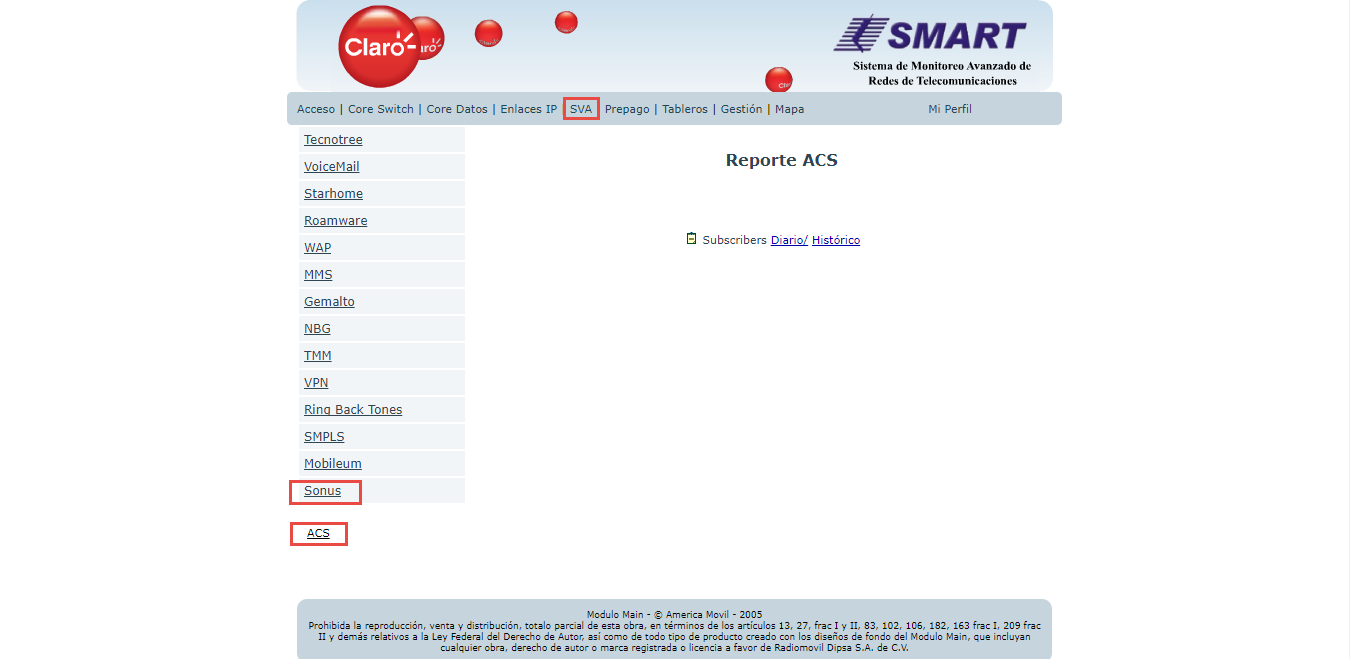 Claro
aro
SMART
Sistema de Monitoreo Avanzado de
Redes de Telecomunicaciones
Acceso | Core Switch | Core Datos | Enlaces IP | SVA Prepago | Tableros | Gestión | Mapa
Mi Perfil
Tecnotree
VoiceMail
Starhome
Roamware
WAP
MMS
Gemalto
NBG
TMM
VPN
Ring Back Tones
SMPLS
Mobileum
Sonus
ACS
Reporte ACS
Subscribers Diario/ Histórico
Modulo Main - © America Movil - 2005
Prohibida la reproducción, venta y distribución, totalo parcial de esta obra, en términos de los artículos 13, 27, frac I y II, 83, 102, 106, 182, 163 frac I, 209 frac
II y demás relativos a la Ley Federal del Derecho de Autor, así como de todo tipo de producto creado con los diseños de fondo del Modulo Main, que incluyan
cualquier obra, derecho de autor o marca registrada o licencia a favor de Radiomovil Dipsa S.A. de C.V.